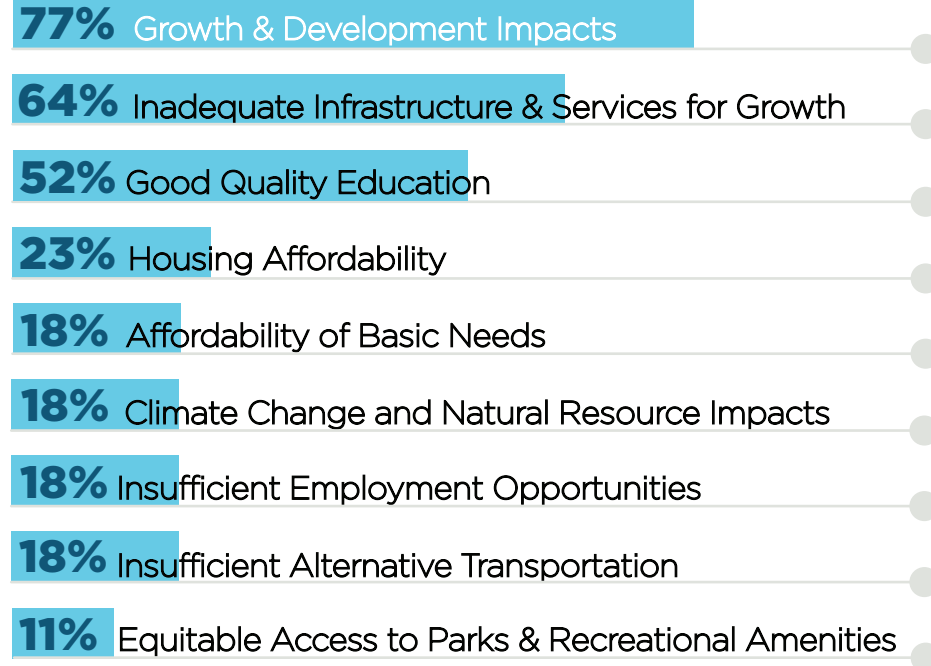 77% Growth & Development Impacts
64% Inadequate Infrastructure & Services for Growth
52% Good Quality Education
23% Housing Affordability
18% Affordability of Basic Needs
18% Climate Change and Natural Resource Impacts
18% Insufficient Employment Opportunities
18% Insufficient Alternative Transportation
11% Equitable Access to Parks & Recreational Amenities